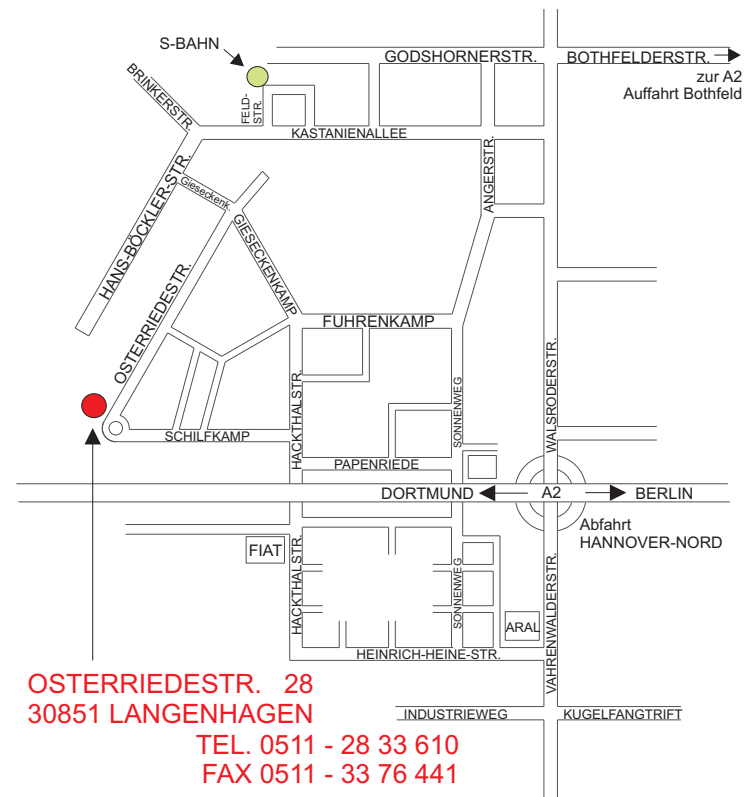 S-BAHN
GODSHORNERSTR.
BOTHFELDERSTR.
zur A2
Auffahrt Bothfeld
BRINKERSTR.
FELD-
STR.
KASTANIENALLEE
HANS-BÖCKLER-STR.
Gieseckenk.
GIESECKENKAMP
ANGERSTR.
OSTERRIEDESTR.
FUHRENKAMP
WALSRODERSTR.
HACKTHALSTR.
SONNENWEG
SCHILFKAMP
PAPENRIEDE
DORTMUND
A2
BERLIN
Abfahrt
HANNOVER-NORD
FIAT
HACKTHALSTR.
SONNENWEG
VAHRENWALDERSTR.
ARAL
HEINRICH-HEINE-STR.
OSTERRIEDESTR. 28
30851 LANGENHAGEN
INDUSTRIEWEG
KUGELFANGTRIFT
TEL. 0511 - 28 33 610
FAX 0511 - 33 76 441